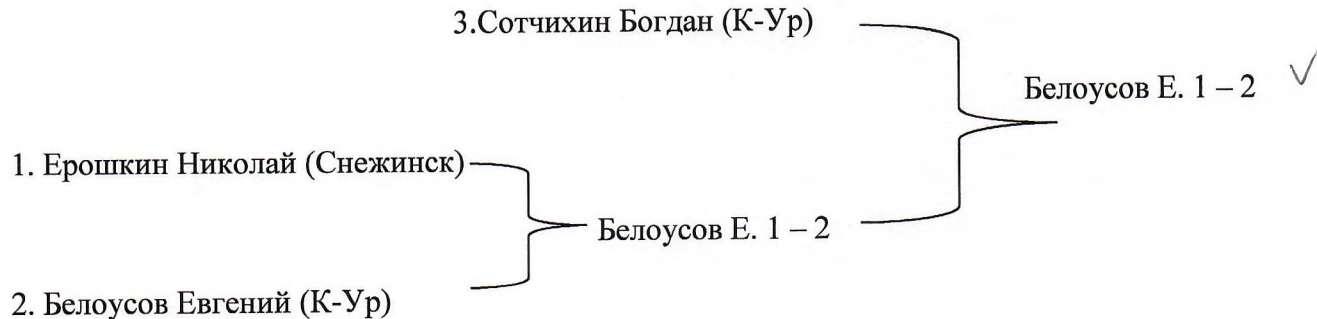 3.Сотчихин Богдан (К-Ур)
Белоусов Е. 1 – 2
1. Ерошкин Николай (Снежинск)
Белоусов Е. 1 – 2
2. Белоусов Евгений (К-Ур)